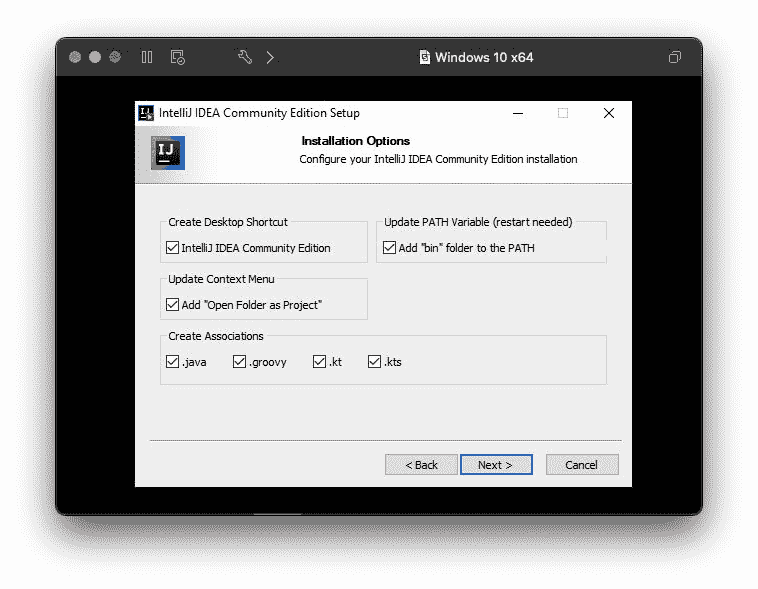 Windows 10 x64
IntelliJ IDEA Community Edition Setup
IJ
Installation Options
Configure your IntelliJ IDEA Community Edition installation
Create Desktop Shortcut
IntelliJ IDEA Community Edition
Update PATH Variable (restart needed)
Add "bin" folder to the PATH
Update Context Menu
Add "Open Folder as Project"
Create Associations
.java .groovy .kt .kts
< Back Next > Cancel